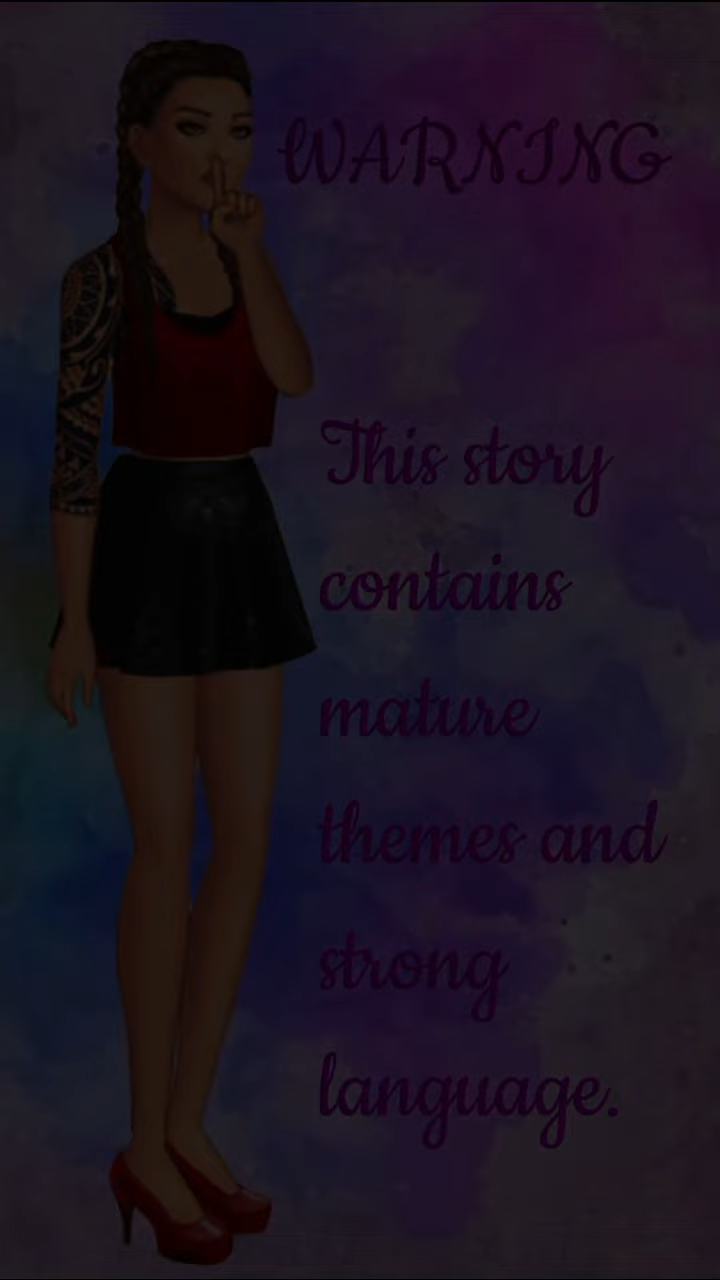 WARNING
This story
contains
mature
themes and
strong
language.